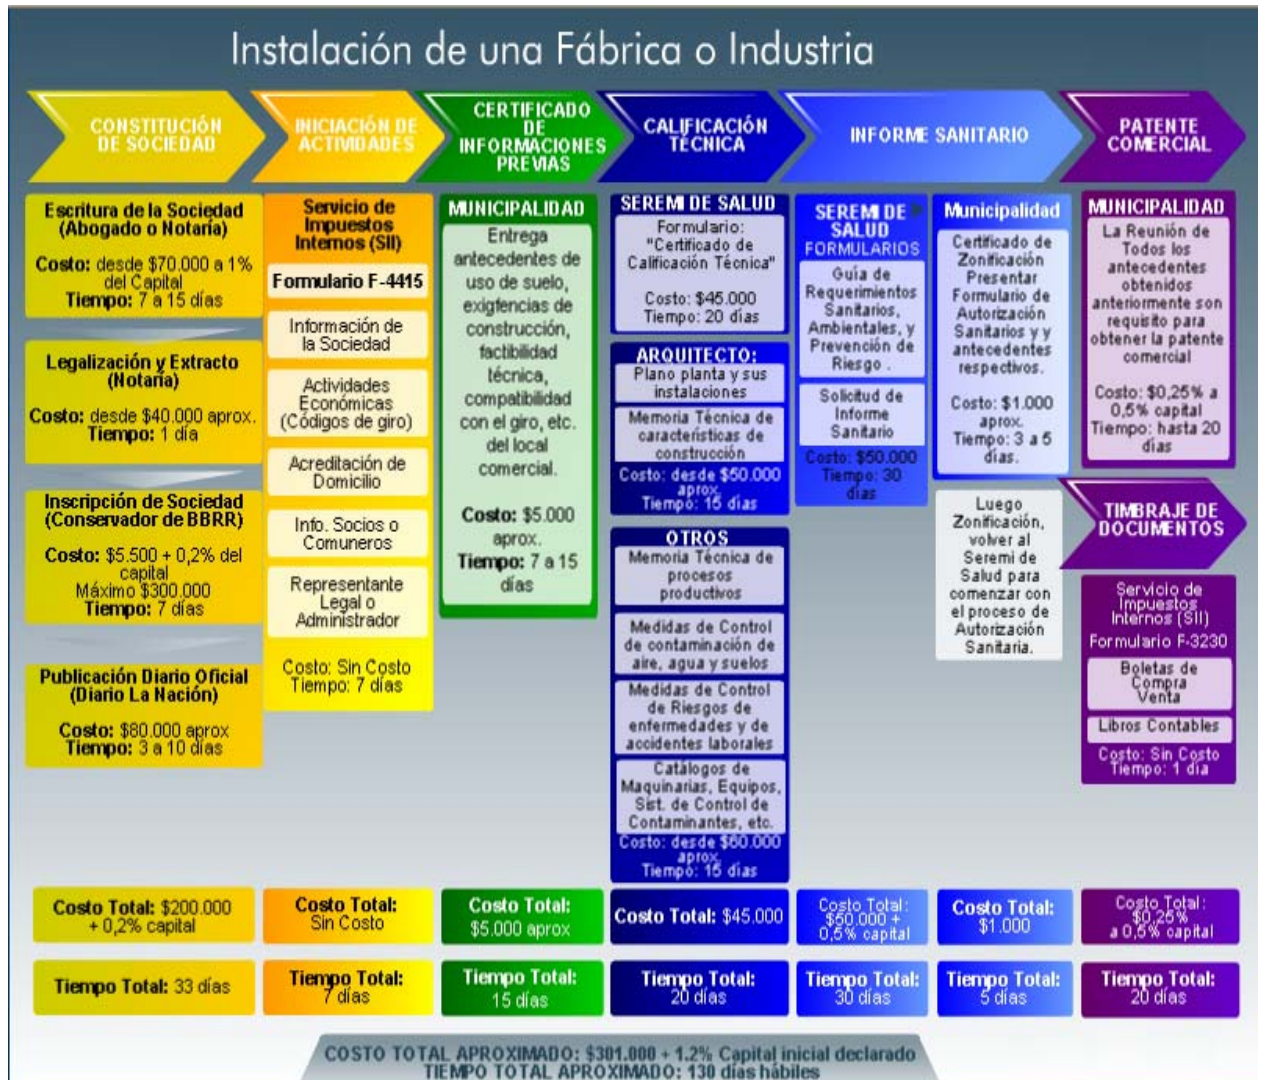 Instalación de una Fábrica o Industria
CONSTITUCIÓN
DE SOCIEDAD
Escritura de la Sociedad
(Abogado o Notaría)
Costo: desde $70.000 a 1%
del Capital
Tiempo: 7 a 15 días
Legalización y Extracto
(Notaría)
Costo: desde $40.000 aprox.
Tiempo: 1 día
Inscripción de Sociedad
(Conservador de BBRR)
Costo: $5.500 + 0,2% del
capital
Máximo $300.000
Tiempo: 7 días
Publicación Diario Oficial
(Diario La Nación)
Costo: $80.000 aprox
Tiempo: 3 a 10 días
Costo Total: $200.000
+ 0,2% capital
Tiempo Total: 33 días
INICIACIÓN DE
ACTIVIDADES
Servicio de
Impuestos
Internos (SII)
Formulario F-4415
Información de
la Sociedad
Actividades
Económicas
(Códigos de giro)
Acreditación de
Domicilio
Info. Socios o
Comuneros
Representante
Legal o
Administrador
Costo: Sin Costo
Tiempo: 7 días
Costo Total:
Sin Costo
Tiempo Total:
7 días
CERTIFICADO
DE
INFORMACIONES
PREVIAS
MUNICIPALIDAD
Entrega
antecedentes de
uso de suelo,
exigtencias de
construcción,
factibilidad
técnica,
compatibilidad
con el giro, etc.
del local
comercial.
Costo: $5.000
aprox.
Tiempo: 7 a 15
días
Costo Total:
$5.000 aprox
Tiempo Total:
15 días
CALIFICACIÓN
TÉCNICA
SEREMI DE SALUD
Formulario:
"Certificado de
Calificación Técnica"
Costo: $45.000
Tiempo: 20 días
ARQUITECTO:
Plano planta y sus
instalaciones
Memoria Técnica de
características de
construcción
Costo: desde $50.000
aprox.
Tiempo: 15 días
OTROS
Memoria Técnica de
procesos
productivos
Medidas de Control
de contaminación de
aire, agua y suelos
Medidas de Control
de Riesgos de
enfermedades y de
accidentes laborales
Catálogos de
Maquinarias, Equipos,
Sist. de Control de
Contaminantes, etc.
Costo: desde $60.000
aprox.
Tiempo: 15 días
Costo Total: $45.000
Tiempo Total:
20 días
INFORME SANITARIO
SEREMI DE
SALUD
FORMULARIOS
Guía de
Requerimientos
Sanitarios,
Ambientales, y
Prevención de
Riesgo .
Solicitud de
Informe
Sanitario
Costo: $50.000
Tiempo: 30
días
Costo Total:
$50.000 +
0,5% capital
Tiempo Total:
30 días
Municipalidad
Certificado de
Zonificación
Presentar
Formulario de
Autorización
Sanitarios y y
antecedentes
respectivos.
Costo: $1.000
aprox.
Tiempo: 3 a 5
días.
Luego
Zonificación,
volver al
Seremi de
Salud para
comenzar con
el proceso de
Autorización
Sanitaria.
Costo Total:
$1.000
Tiempo Total:
5 días
PATENTE
COMERCIAL
MUNICIPALIDAD
La Reunión de
Todos los
antecedentes
obtenidos
anteriormente son
requisito para
obtener la patente
comercial
Costo: $0,25% a
0,5% capital
Tiempo: hasta 20
días
TIMBRAJE DE
DOCUMENTOS
Servicio de
Impuestos
Internos (SII)
Formulario F-3230
Boletas de
Compra
Venta
Libros Contables
Costo: Sin Costo
Tiempo: 1 día
Costo Total:
$0,25%
a 0,5% capital
Tiempo Total:
20 días
COSTO TOTAL APROXIMADO: $301.000 + 1.2% Capital inicial declarado
TIEMPO TOTAL APROXIMADO: 130 días hábiles